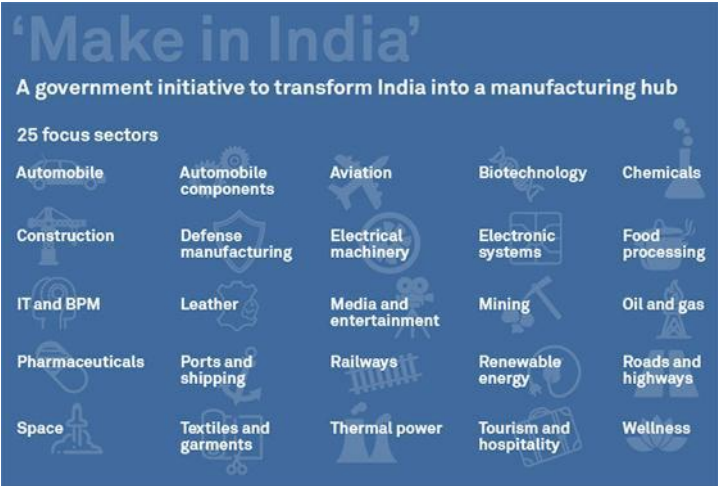 ‘Make in India’
A government initiative to transform India into a manufacturing hub
25 focus sectors
Automobile
Automobile
components
Aviation
Biotechnology
Chemicals
Construction
Defense
manufacturing
Electrical
machinery
Electronic
systems
Food
processing
IT and BPM
Leather
Media and
entertainment
Mining
Oil and gas
Pharmaceuticals
Ports and
shipping
Railways
Renewable
energy
Roads and
highways
Space
Textiles and
garments
Thermal power
Tourism and
hospitality
Wellness